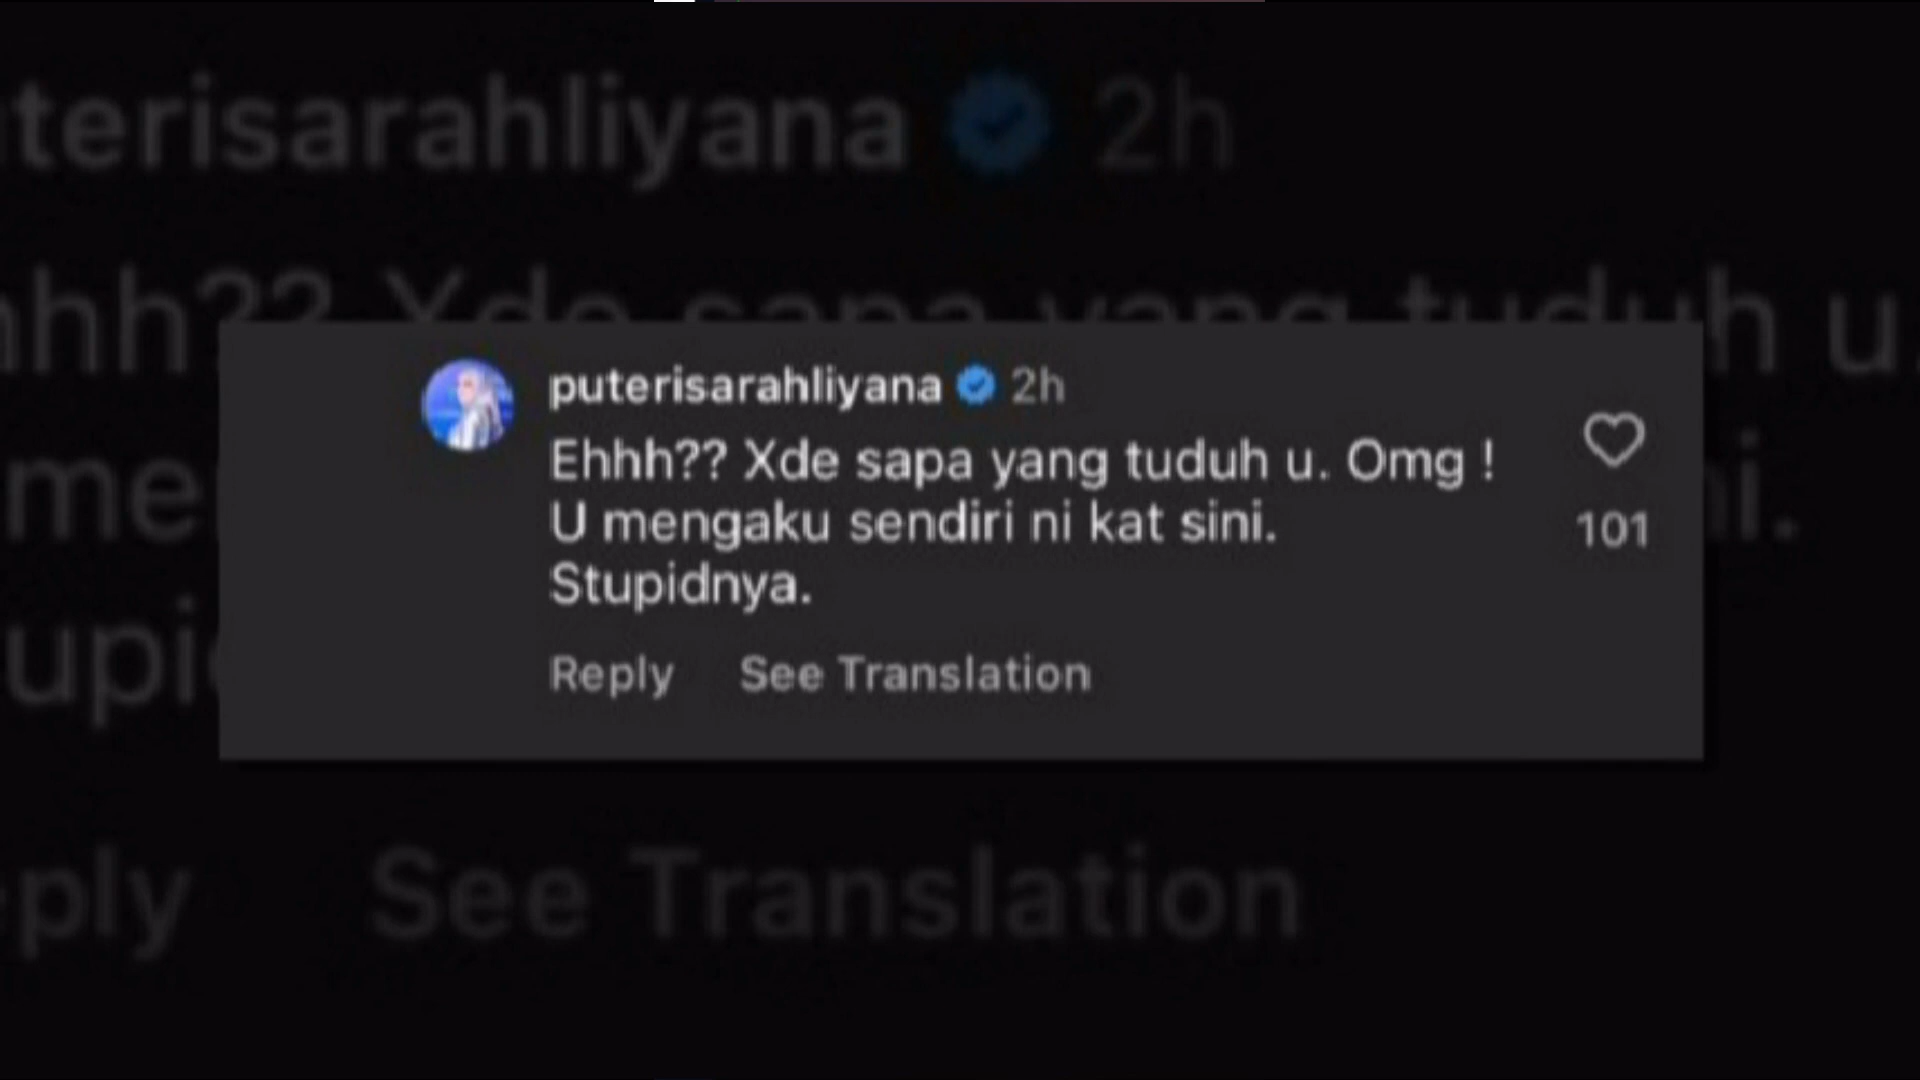 puterisarahliyana 2h
Ehhh?? Xde sapa yang tuduh u. Omg !
U mengaku sendiri ni kat sini.
Stupidnya.
101
Reply See Translation